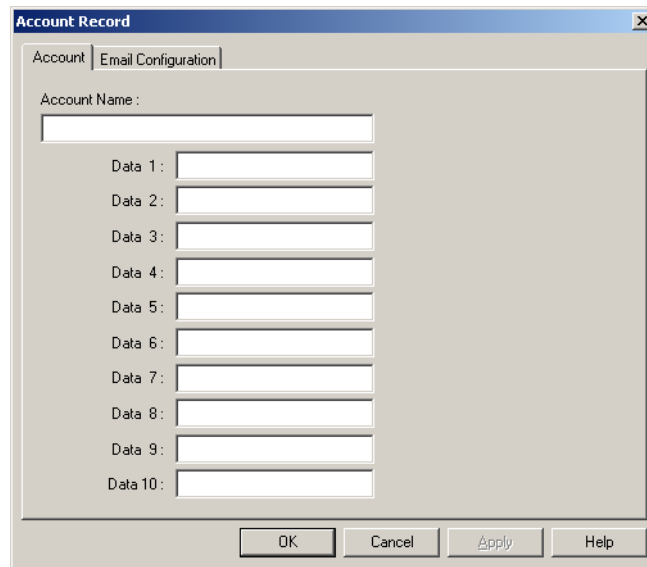 Account Record
Account Email Configuration
Account Name :
Data 1 :
Data 2 :
Data 3 :
Data 4 :
Data 5 :
Data 6 :
Data 7 :
Data 8 :
Data 9 :
Data 10 :
OK Cancel Apply Help